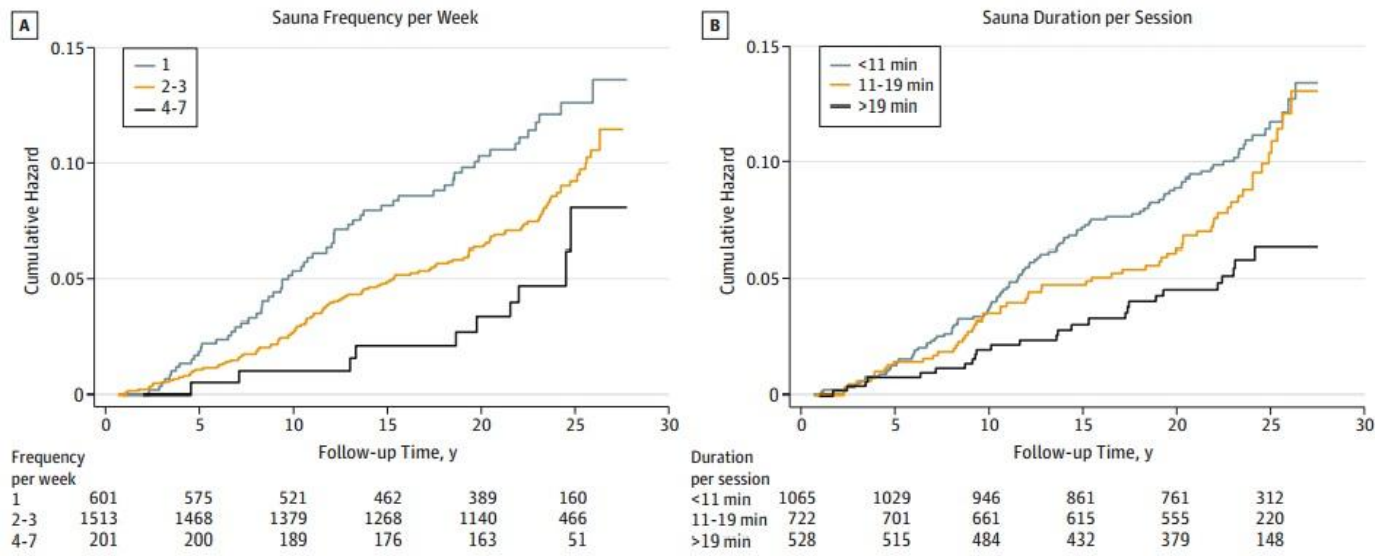 A
Sauna Frequency per Week
0.15
0.10
0.05
0
Cumulative Hazard
1
2-3
4-7
0 5 10 15 20 25 30
Follow-up Time, y
Frequency
per week
1 601 575 521 462 389 160
2-3 1513 1468 1379 1268 1140 466
4-7 201 200 189 176 163 51
B
Sauna Duration per Session
0.15
0.10
0.05
0
Cumulative Hazard
<11 min
11-19 min
>19 min
0 5 10 15 20 25 30
Follow-up Time, y
Duration
per session
<11 min 1065 1029 946 861 761 312
11-19 min 722 701 661 615 555 220
>19 min 528 515 484 432 379 148